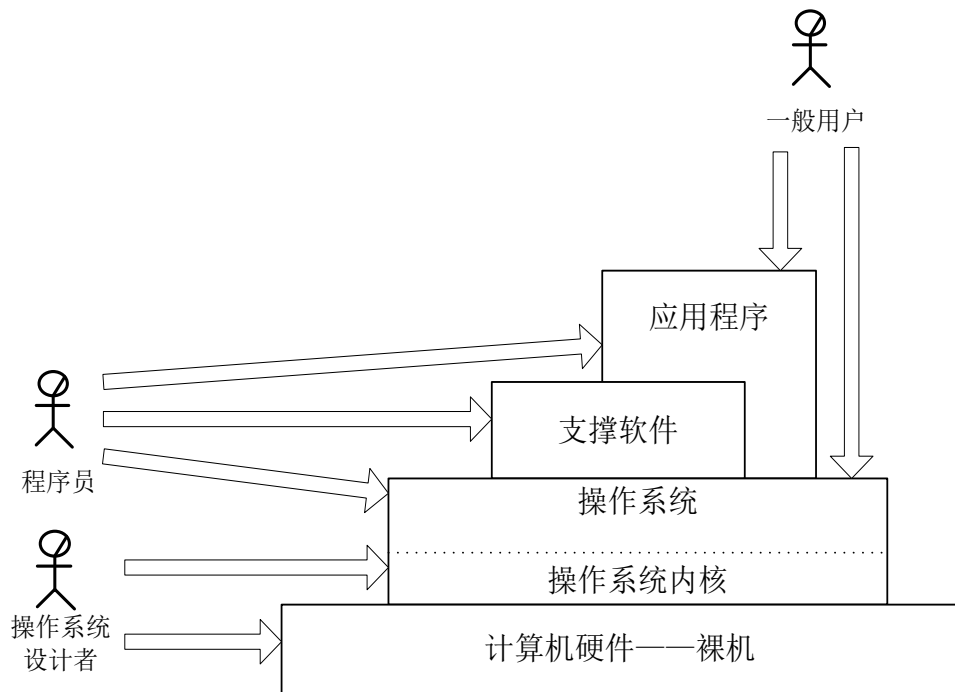 一般用户
应用程序
支撑软件
程序员
操作系统
操作系统内核
操作系统
设计者
计算机硬件——裸机